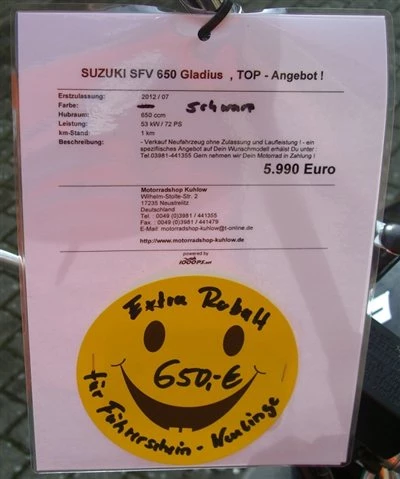 SUZUKI SFV 650 Gladius , TOP - Angebot !
Erstzulassung: 2012 / 07
Farbe: schwarz
Hubraum: 650 ccm
Leistung: 53 kW / 72 PS
km-Stand: 1 km
Beschreibung: - Verkauf Neufahrzeug ohne Zulassung und Laufleistung ! - ein
spezifisches Angebot auf Dein Wunschmodell erhälst Du unter :
Tel.03981-441355 Gern nehmen wir Dein Motorrad in Zahlung !
5.990 Euro
Motorradshop Kuhlow
Wilhelm-Stolte-Str. 2
17235 Neustrelitz
Deutschland
Tel. : 0049 (0)3981 / 441355
Fax : 0049 (0)3981 / 441479
E-Mail: motorradshop-kuhlow@t-online.de
http://www.motorradshop-kuhlow.de
powered by
1000PS.net
Extra Rabatt
650,-€
für Führerschein - Neulinge